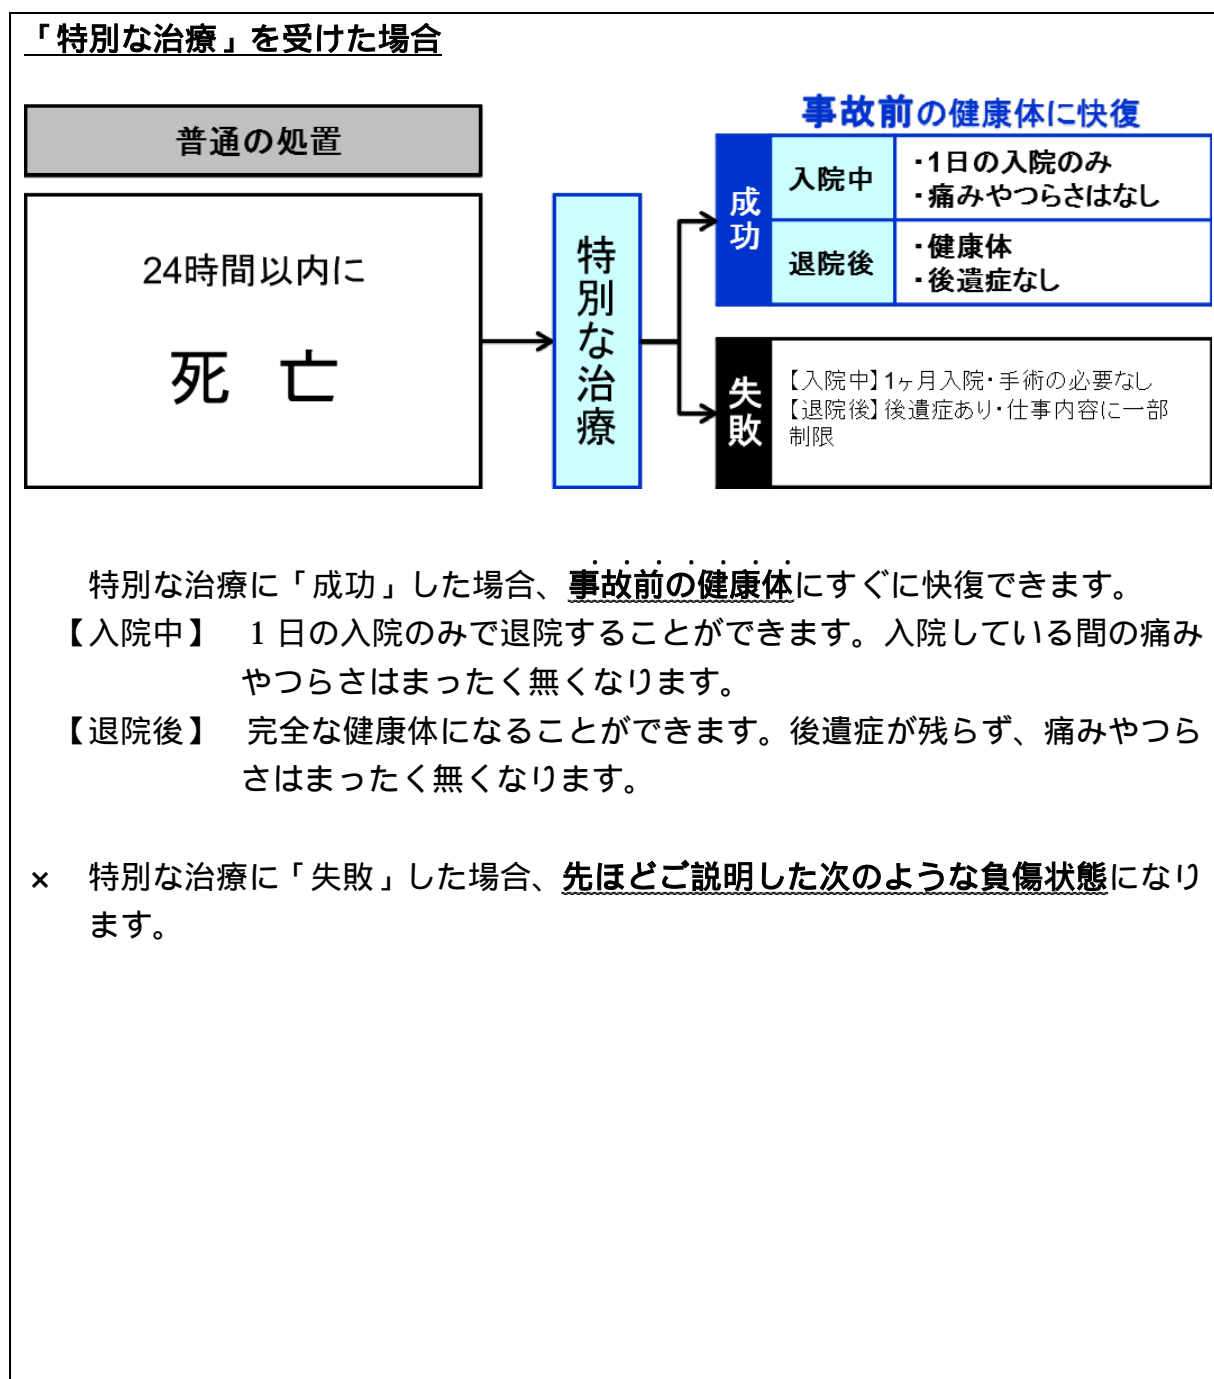 「特別な治療」を受けた場合
普通の処置
24時間以内に
死 亡
特別な治療
事故前の健康体に快復
成功
入院中
・1日の入院のみ
・痛みやつらさはなし
退院後
・健康体
・後遺症なし
失敗
【入院中】1ヶ月入院・手術の必要なし
【退院後】後遺症あり・仕事内容に一部
制限
特別な治療に「成功」した場合、事故前の健康体にすぐに快復できます。
【入院中】 1日の入院のみで退院することができます。入院している間の痛み
やつらさはまったく無くなります。
【退院後】 完全な健康体になることができます。後遺症が残らず、痛みやつら
さはまったく無くなります。
× 特別な治療に「失敗」した場合、先ほどご説明した次のような負傷状態になり
ます。